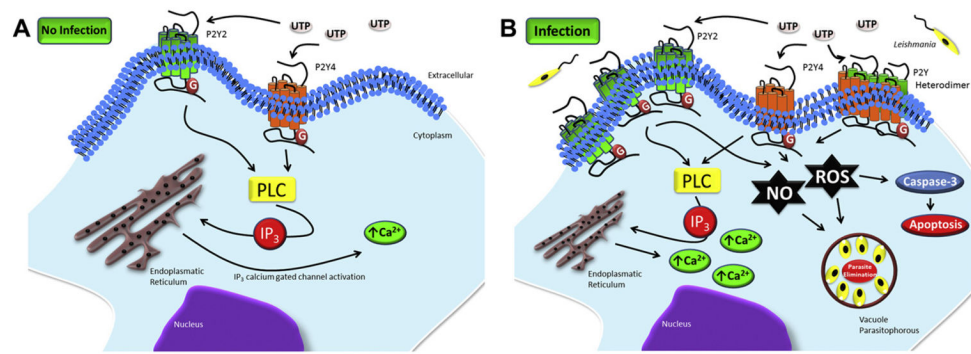 A
No Infection
UTP
UTP
UTP
P2Y2
P2Y4
Extracellular
Cytoplasm
G
G
PLC
IP3
↑Ca2+
Endoplasmatic
Reticulum
IP3 calcium gated channel activation
Nucleus
B
Infection
UTP
UTP
UTP
Leishmania
P2Y2
P2Y4
P2Y
Heterodimer
G
G
G
G
PLC
NO
ROS
Caspase-3
IP3
Apoptosis
↑Ca2+
↑Ca2+
↑Ca2+
Endoplasmatic
Reticulum
Parasite
Elimination
Nucleus
Vacuole
Parasitophorous